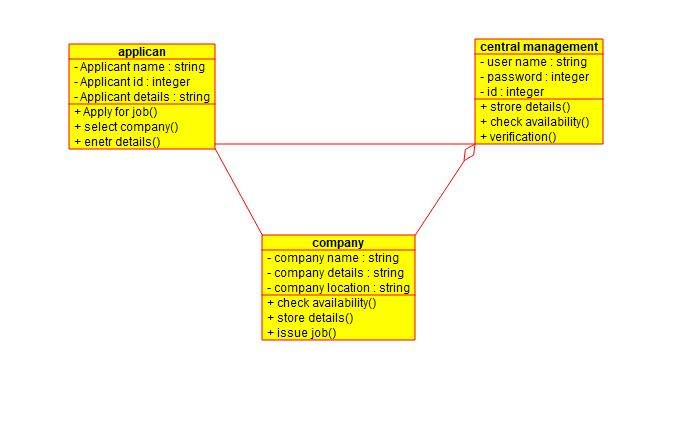 applican
- Applicant name : string
- Applicant id : integer
- Applicant details : string
+ Apply for job()
+ select company()
+ enetr details()
central management
- user name : string
- password : integer
- id : integer
+ strore details()
+ check availability()
+ verification()
company
- company name : string
- company details : string
- company location : string
+ check availability()
+ store details()
+ issue job()